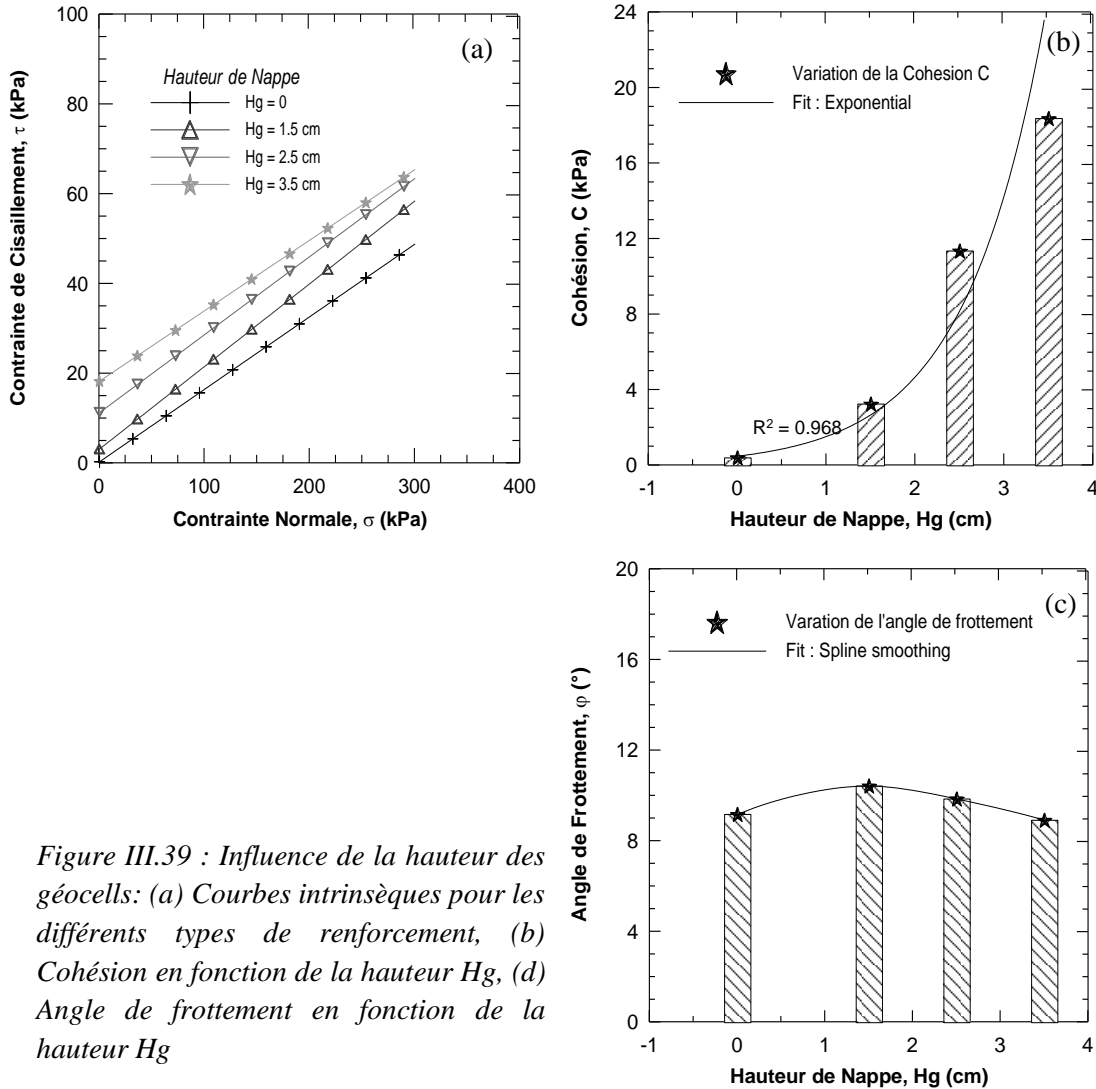 100
80
60
40
20
0
0
100
200
300
400
Contrainte de Cisaillement, τ (kPa)
Contrainte Normale, σ (kPa)
(a)
Hauteur de Nappe
Hg = 0
Hg = 1.5 cm
Hg = 2.5 cm
Hg = 3.5 cm
24
20
16
12
8
4
0
-1
0
1
2
3
4
Cohésion, C (kPa)
Hauteur de Nappe, Hg (cm)
(b)
Variation de la Cohesion C
Fit : Exponential
R² = 0.968
20
16
12
8
4
0
-1
0
1
2
3
4
Angle de Frottement, φ (°)
Hauteur de Nappe, Hg (cm)
(c)
Varation de l'angle de frottement
Fit : Spline smoothing
Figure III.39 : Influence de la hauteur des
géocells: (a) Courbes intrinsèques pour les
différents types de renforcement, (b)
Cohésion en fonction de la hauteur Hg, (d)
Angle de frottement en fonction de la
hauteur Hg